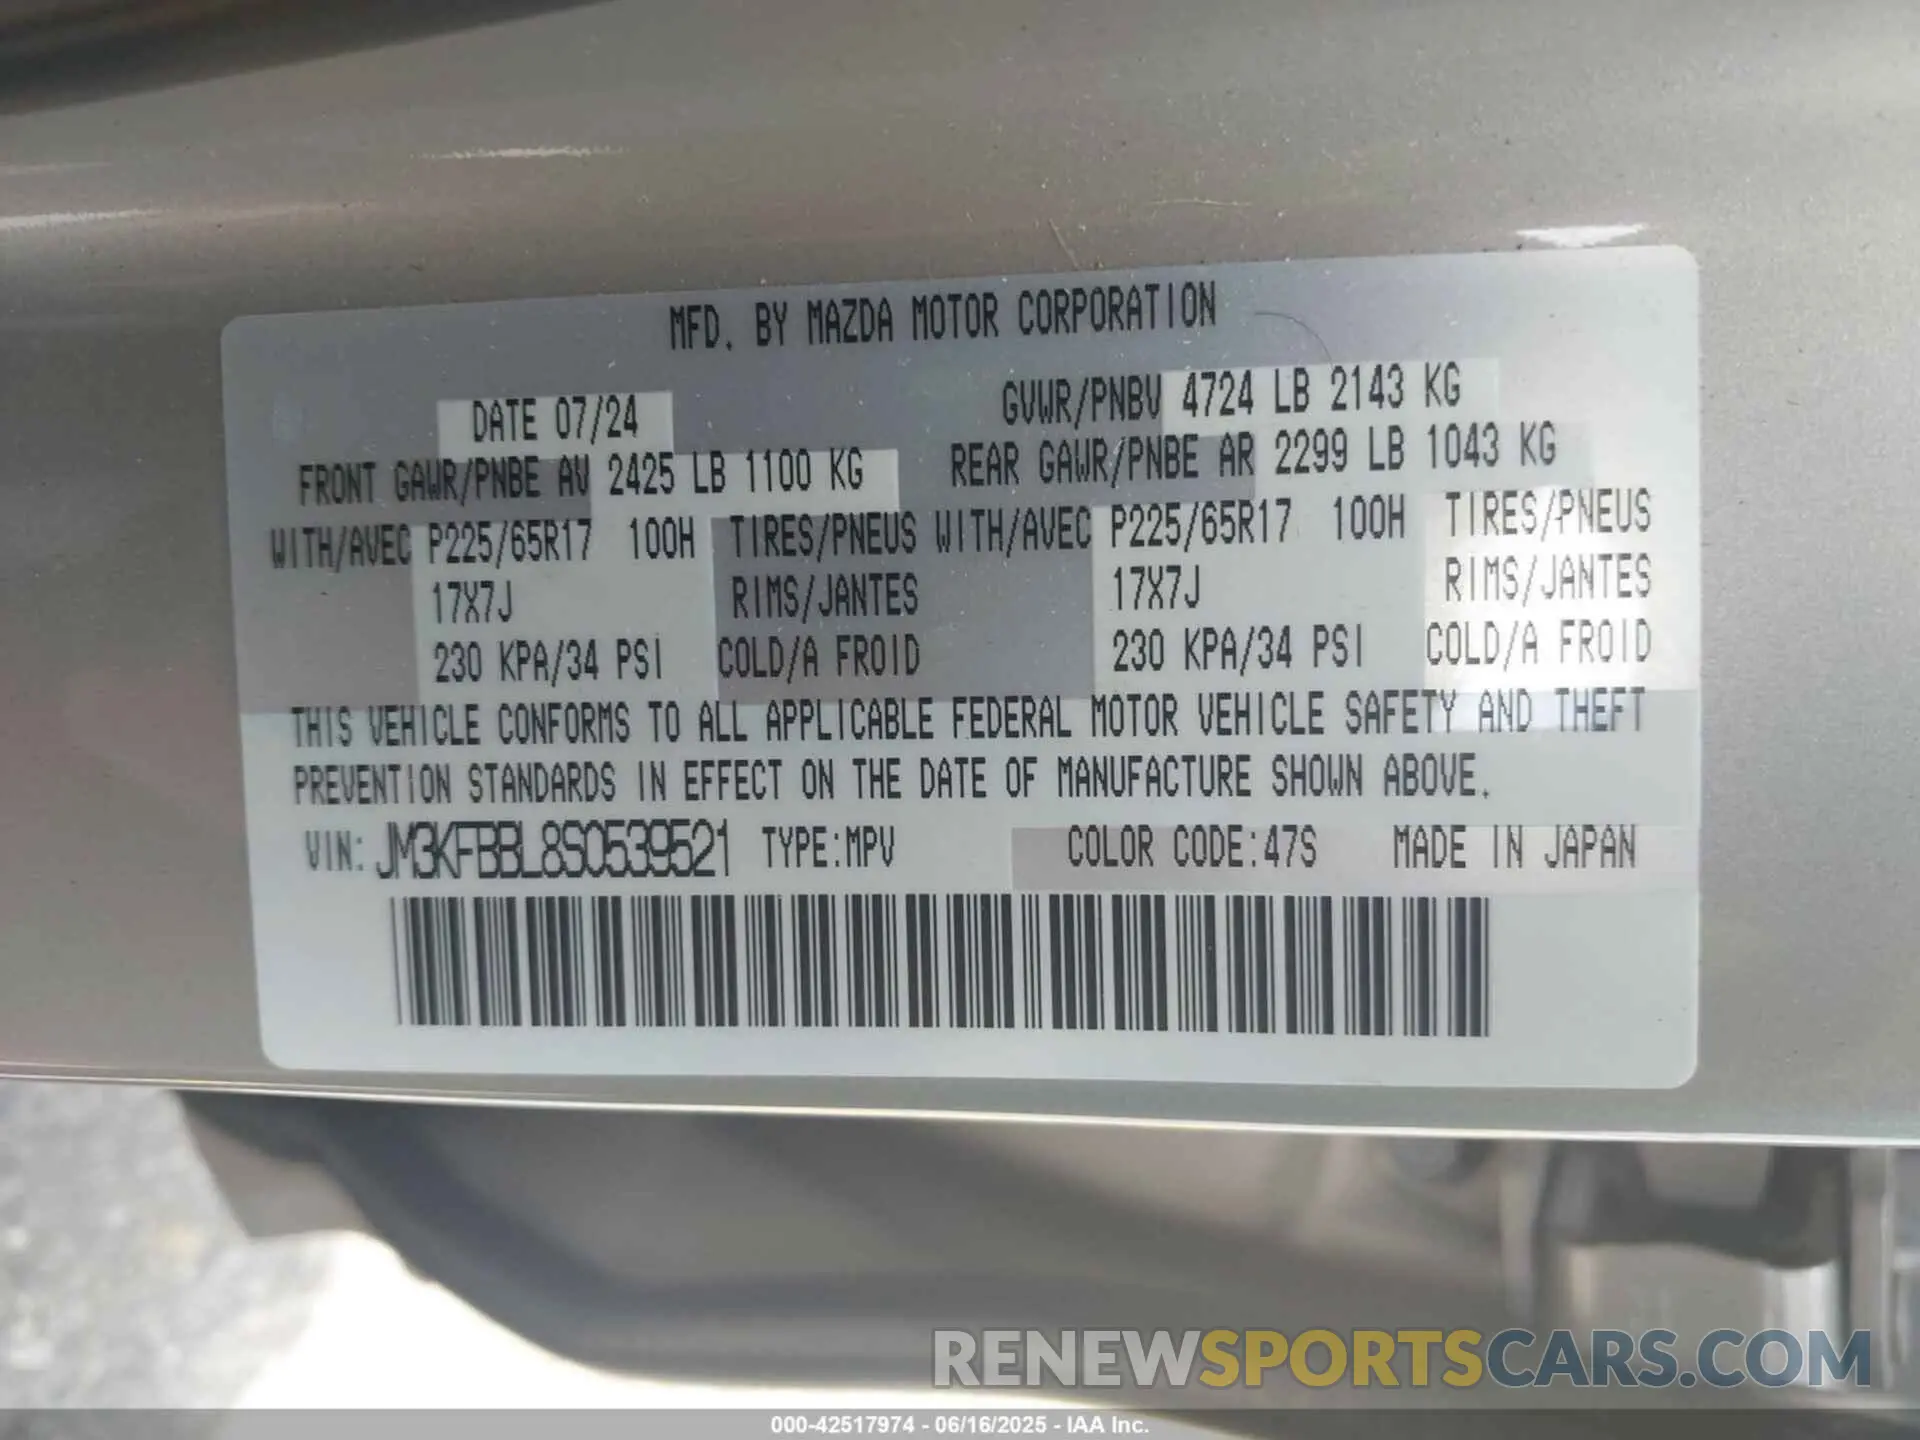 MFD. BY MAZDA MOTOR CORPORATION
DATE 07/24 GVWR/PNBV 4724 LB 2143 KG
FRONT GAWR/PNBE AV 2425 LB 1100 KG REAR GAWR/PNBE AR 2299 LB 1043 KG
WITH/AVEC P225/65R17 100H TIRES/PNEUS WITH/AVEC P225/65R17 100H TIRES/PNEUS
17X7J RIMS/JANTES 17X7J RIMS/JANTES
230 KPA/34 PSI COLD/A FROID 230 KPA/34 PSI COLD/A FROID
THIS VEHICLE CONFORMS TO ALL APPLICABLE FEDERAL MOTOR VEHICLE SAFETY AND THEFT
PREVENTION STANDARDS IN EFFECT ON THE DATE OF MANUFACTURE SHOWN ABOVE.
VIN: JM3KFBBL8S0539521 TYPE:MPV COLOR CODE:47S MADE IN JAPAN
RENEWSPORTSCARS.COM
000-42517974 - 06/16/2025 - IAA Inc.